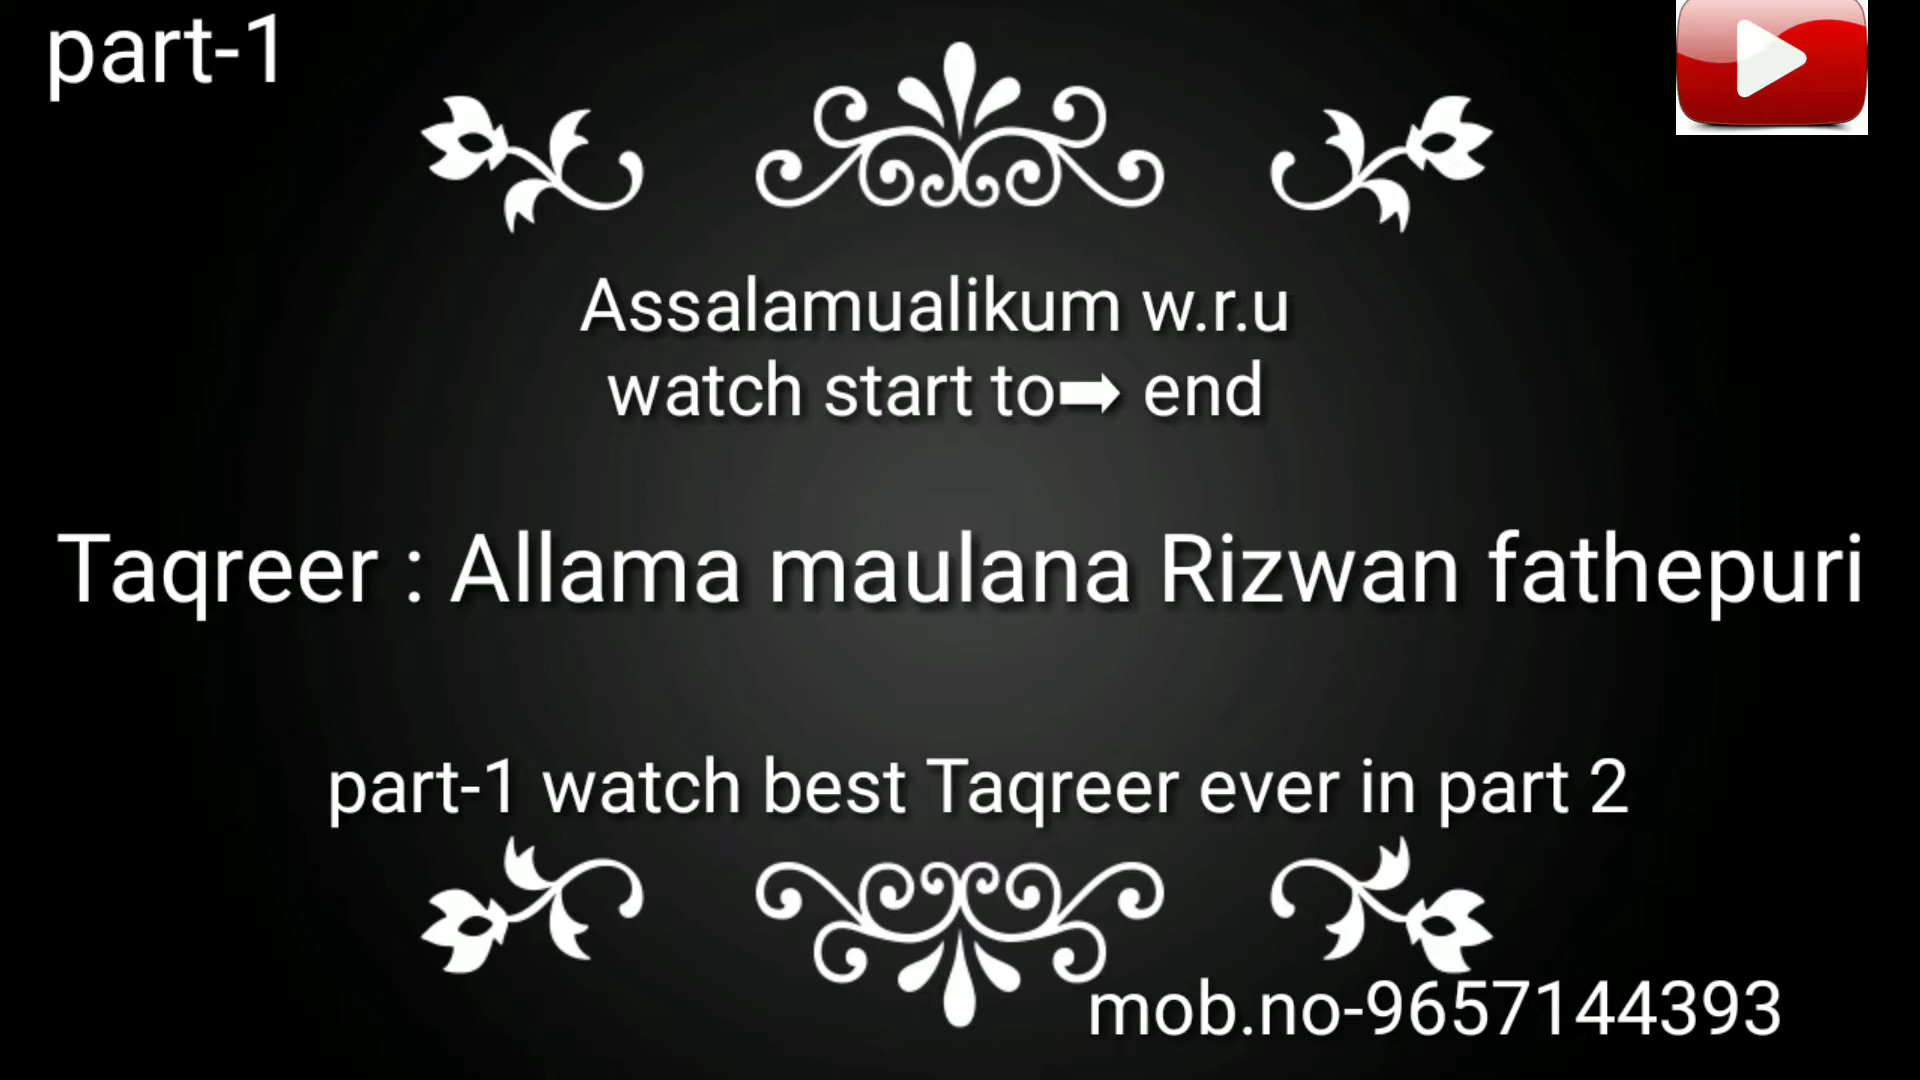 part-1
Assalamualikum w.r.u
watch start to➡ end
Taqreer : Allama maulana Rizwan fathepuri
part-1 watch best Taqreer ever in part 2
mob.no-9657144393